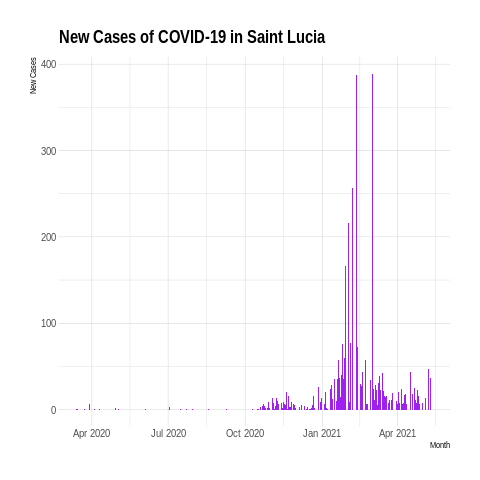 New Cases of COVID-19 in Saint Lucia
New Cases
400
300
200
100
0
Apr 2020 Jul 2020 Oct 2020 Jan 2021 Apr 2021
Month